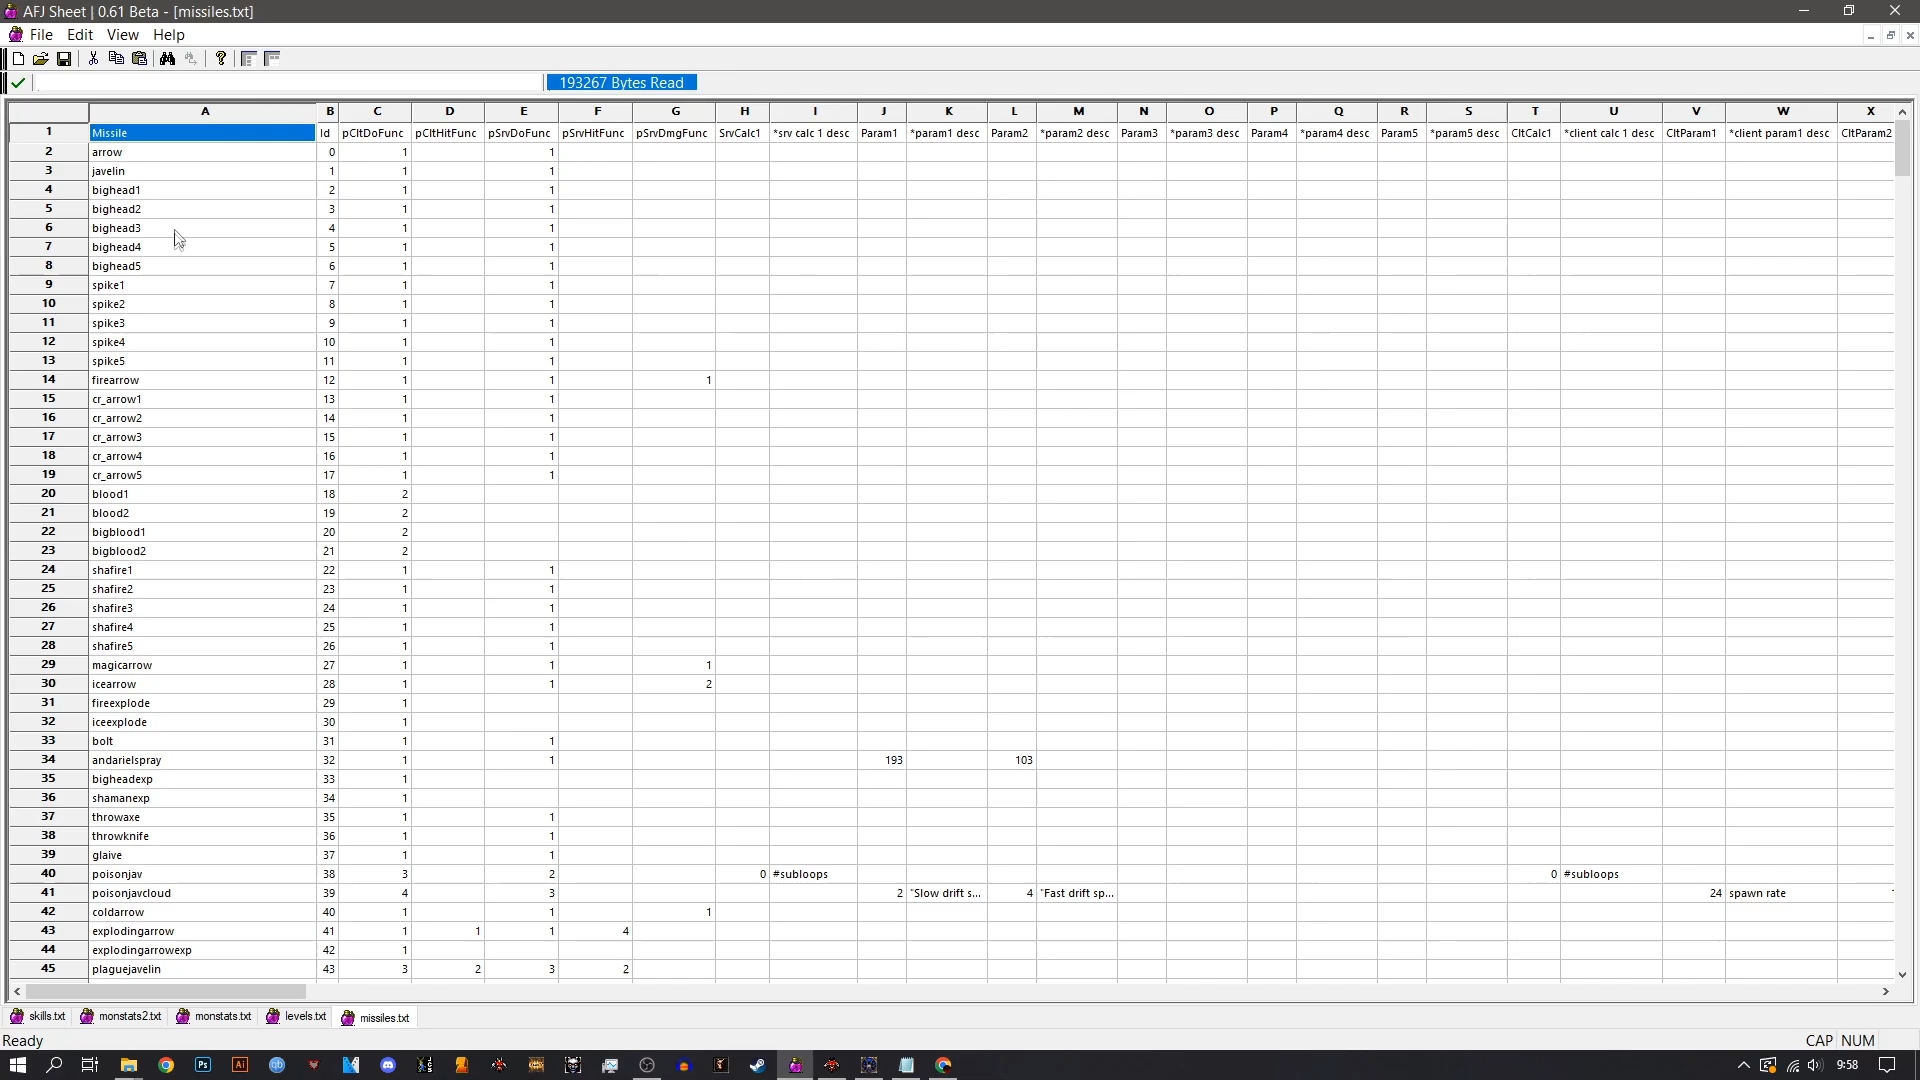 AFJ Sheet | 0.61 Beta - [missiles.txt]
File Edit View Help
193267 Bytes Read
A B C D E F G H I J K L M N O P Q R S T U V W X
1 Missile Id pCltDoFunc pCltHitFunc pSrvDoFunc pSrvHitFunc pSrvDmgFunc SrvCalc1 *srv calc 1 desc Param1 *param1 desc Param2 *param2 desc Param3 *param3 desc Param4 *param4 desc Param5 *param5 desc CltCalc1 *client calc 1 desc CltParam1 *client param1 desc CltParam2
2 arrow 0 1 1
3 javelin 1 1 1
4 bighead1 2 1 1
5 bighead2 3 1 1
6 bighead3 4 1 1
7 bighead4 5 1 1
8 bighead5 6 1 1
9 spike1 7 1 1
10 spike2 8 1 1
11 spike3 9 1 1
12 spike4 10 1 1
13 spike5 11 1 1
14 firearrow 12 1 1 1
15 cr_arrow1 13 1 1
16 cr_arrow2 14 1 1
17 cr_arrow3 15 1 1
18 cr_arrow4 16 1 1
19 cr_arrow5 17 1 1
20 blood1 18 2
21 blood2 19 2
22 bigblood1 20 2
23 bigblood2 21 2
24 shafire1 22 1 1
25 shafire2 23 1 1
26 shafire3 24 1 1
27 shafire4 25 1 1
28 shafire5 26 1 1
29 magicarrow 27 1 1 1
30 icearrow 28 1 1 2
31 fireexplode 29 1
32 iceexplode 30 1
33 bolt 31 1 1
34 andarielspray 32 1 1 193 103
35 bigheadexp 33 1
36 shamanexp 34 1
37 throwaxe 35 1 1
38 throwknife 36 1 1
39 glaive 37 1 1
40 poisonjav 38 3 2 0 #subloops 0 #subloops
41 poisonjavcloud 39 4 3 2 "Slow drift s... 4 "Fast drift sp... 24 spawn rate
42 coldarrow 40 1 1 1
43 explodingarrow 41 1 1 1 4
44 explodingarrowexp 42 1
45 plaguejavelin 43 3 2 3 2
skills.txt monstats2.txt monstats.txt levels.txt missiles.txt
Ready CAP NUM
9:58